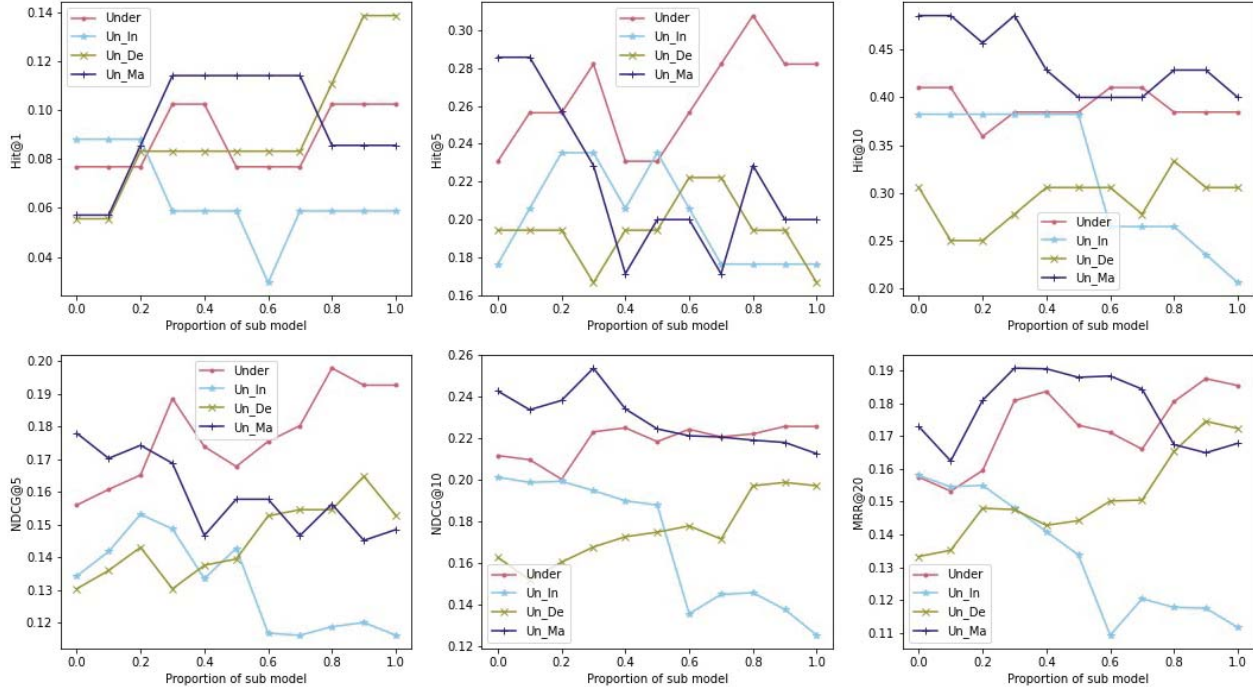 0.14
0.12
0.10
0.08
0.06
0.04
Hit@1
Under
Un_In
Un_De
Un_Ma
0.0 0.2 0.4 0.6 0.8 1.0
Proportion of sub model
0.30
0.28
0.26
0.24
0.22
0.20
0.18
0.16
Hit@5
Under
Un_In
Un_De
Un_Ma
0.0 0.2 0.4 0.6 0.8 1.0
Proportion of sub model
0.45
0.40
0.35
0.30
0.25
0.20
Hit@10
Under
Un_In
Un_De
Un_Ma
0.0 0.2 0.4 0.6 0.8 1.0
Proportion of sub model
0.20
0.19
0.18
0.17
0.16
0.15
0.14
0.13
0.12
NDCG@5
Under
Un_In
Un_De
Un_Ma
0.0 0.2 0.4 0.6 0.8 1.0
Proportion of sub model
0.26
0.24
0.22
0.20
0.18
0.16
0.14
0.12
NDCG@10
Under
Un_In
Un_De
Un_Ma
0.0 0.2 0.4 0.6 0.8 1.0
Proportion of sub model
0.19
0.18
0.17
0.16
0.15
0.14
0.13
0.12
0.11
MRR@20
Under
Un_In
Un_De
Un_Ma
0.0 0.2 0.4 0.6 0.8 1.0
Proportion of sub model